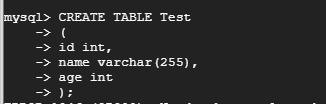 mysql> CREATE TABLE Test
-> (
-> id int,
-> name varchar(255),
-> age int
-> );